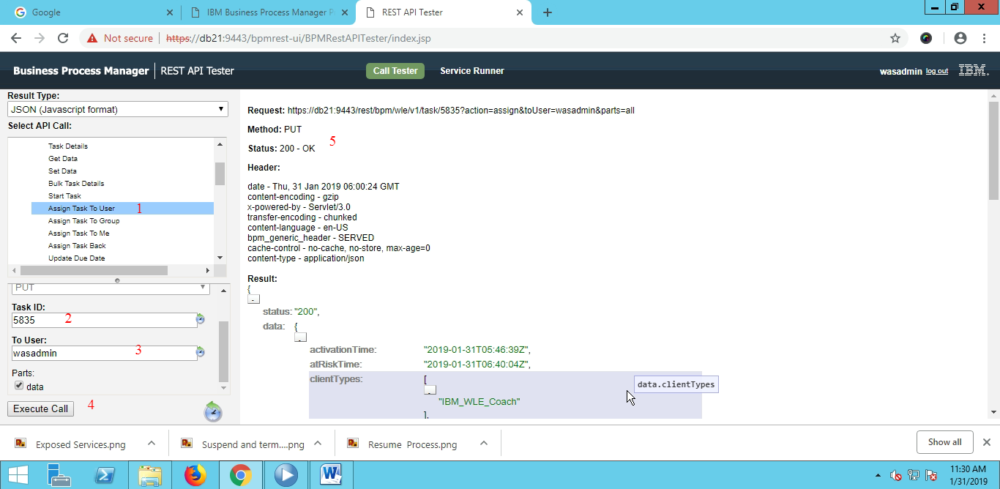 Google
IBM Business Process Manager P
REST API Tester
Not secure
https://db21:9443/bpmrest-ui/BPMRestAPITester/index.jsp
Business Process Manager
REST API Tester
Call Tester
Service Runner
wasadmin log out
IBM
Result Type:
JSON (Javascript format)
Select API Call:
Task Details
Get Data
Set Data
Bulk Task Details
Start Task
Assign Task To User 1
Assign Task To Group
Assign Task To Me
Assign Task Back
Update Due Date
PUT
Task ID:
5835 2
To User:
wasadmin 3
Parts:
data
Execute Call 4
Request: https://db21:9443/rest/bpm/wle/v1/task/5835?action=assign&toUser=wasadmin&parts=all
Method: PUT
Status: 200 - OK 5
Header:
date - Thu, 31 Jan 2019 06:00:24 GMT
content-encoding - gzip
x-powered-by - Servlet/3.0
transfer-encoding - chunked
content-language - en-US
bpm_generic_header - SERVED
cache-control - no-cache, no-store, max-age=0
content-type - application/json
Result:
{
-
status: "200",
data: {
-
activationTime: "2019-01-31T05:46:39Z",
atRiskTime: "2019-01-31T06:40:04Z",
clientTypes: [
-
"IBM_WLE_Coach"
],
data.clientTypes
Exposed Services.png
Suspend and term....png
Resume Process.png
Show all
11:30 AM
1/31/2019